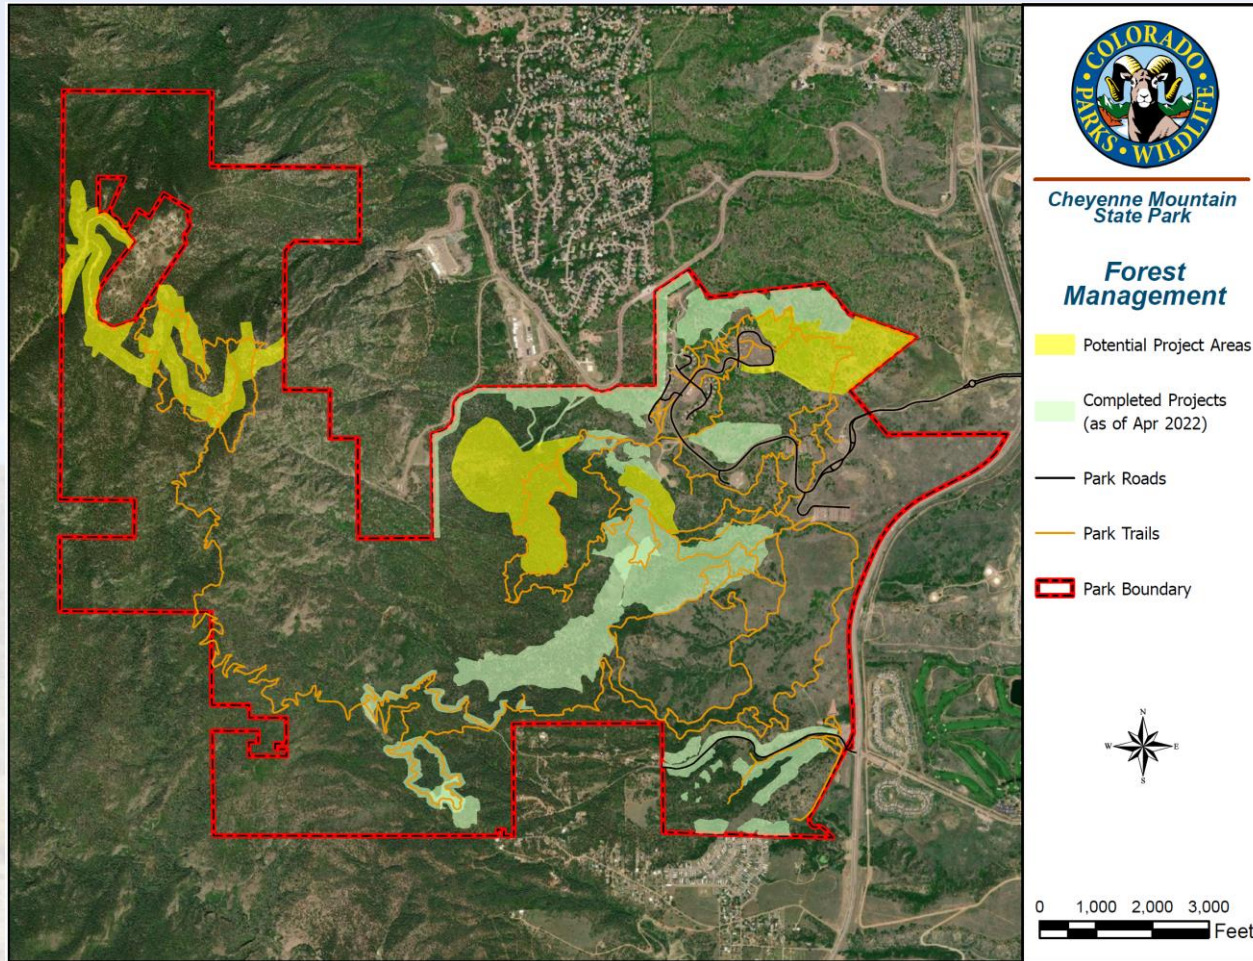 COLORADO
PARKS • WILDLIFE
Cheyenne Mountain
State Park
Forest
Management
Potential Project Areas
Completed Projects
(as of Apr 2022)
Park Roads
Park Trails
Park Boundary
N
W E
S
0 1,000 2,000 3,000
Feet